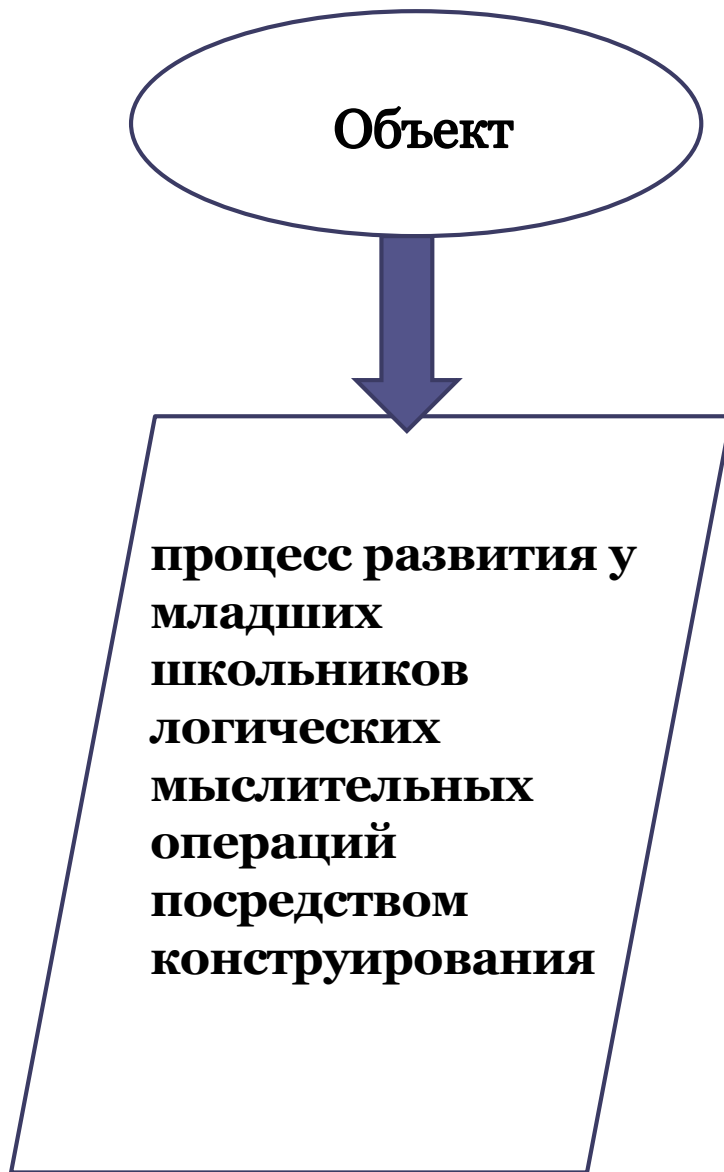 Объект
процесс развития у
младших
школьников
логических
мыслительных
операций
посредством
конструирования